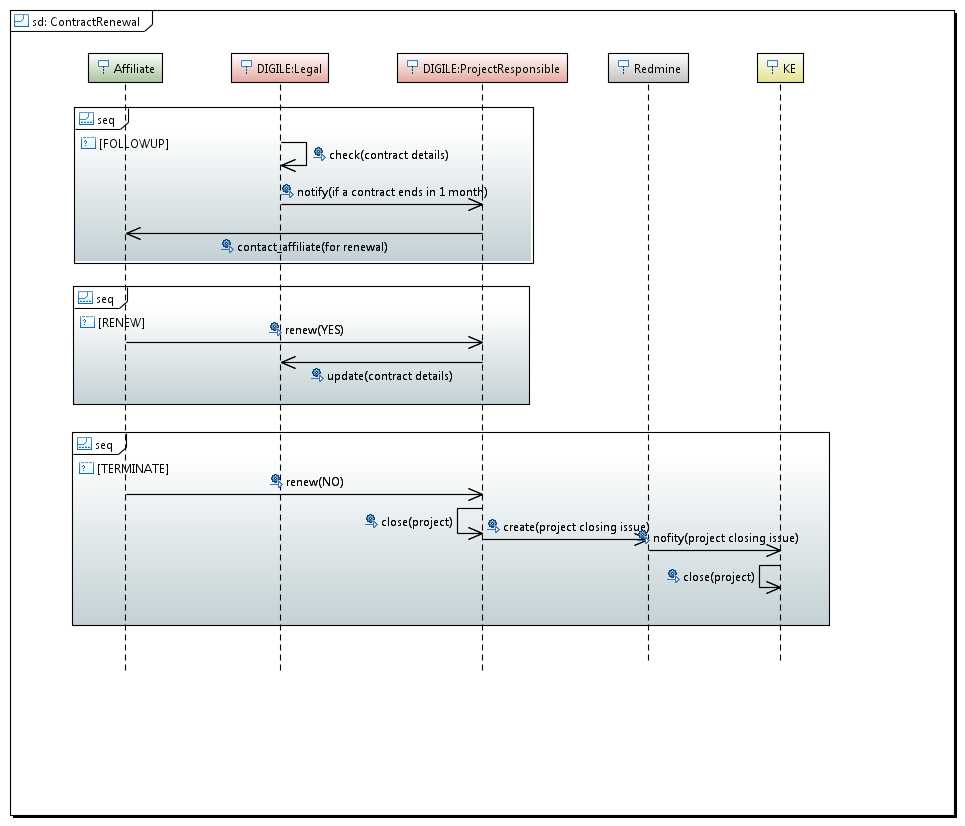 sd: ContractRenewal
Affiliate
DIGILE:Legal
DIGILE:ProjectResponsible
Redmine
KE
seq
[FOLLOWUP]
check(contract details)
notify(if a contract ends in 1 month)
contact_affiliate(for renewal)
seq
[RENEW]
renew(YES)
update(contract details)
seq
[TERMINATE]
renew(NO)
close(project)
create(project closing issue)
nofity(project closing issue)
close(project)